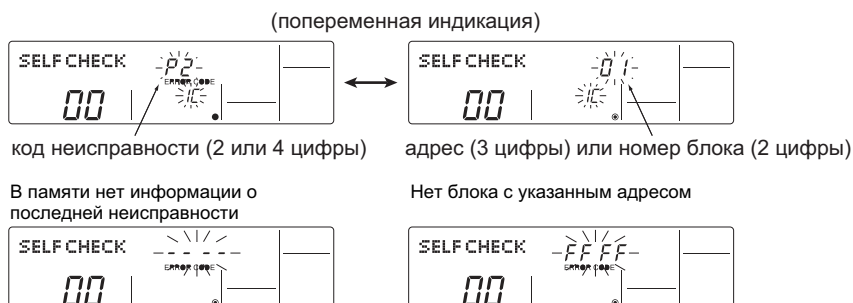 (попеременная индикация)
SELF CHECK
P2
ERROR CODE
IC
00
SELF CHECK
01
IC
00
код неисправности (2 или 4 цифры)
адрес (3 цифры) или номер блока (2 цифры)
В памяти нет информации о
последней неисправности
Нет блока с указанным адресом
SELF CHECK
- - - -
ERROR CODE
00
SELF CHECK
FFFF
ERROR CODE
00